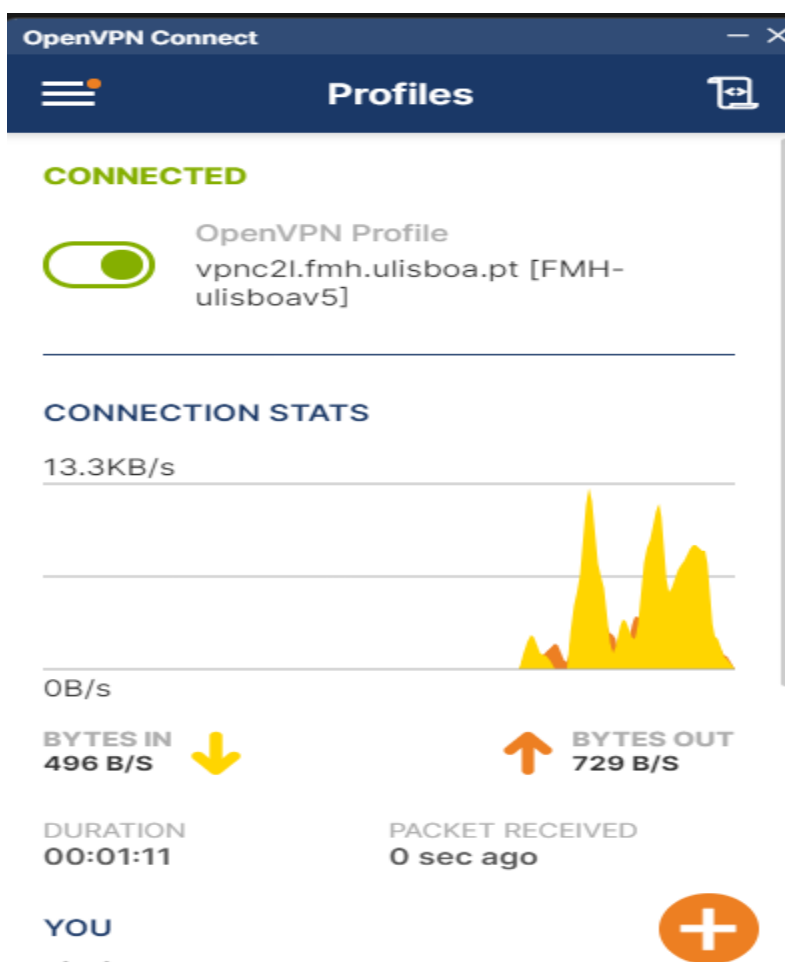 OpenVPN Connect
Profiles
CONNECTED
OpenVPN Profile
vpnc2l.fmh.ulisboa.pt [FMH-
ulisboav5]
CONNECTION STATS
13.3KB/s
0B/s
BYTES IN
496 B/S
BYTES OUT
729 B/S
DURATION
00:01:11
PACKET RECEIVED
0 sec ago
YOU